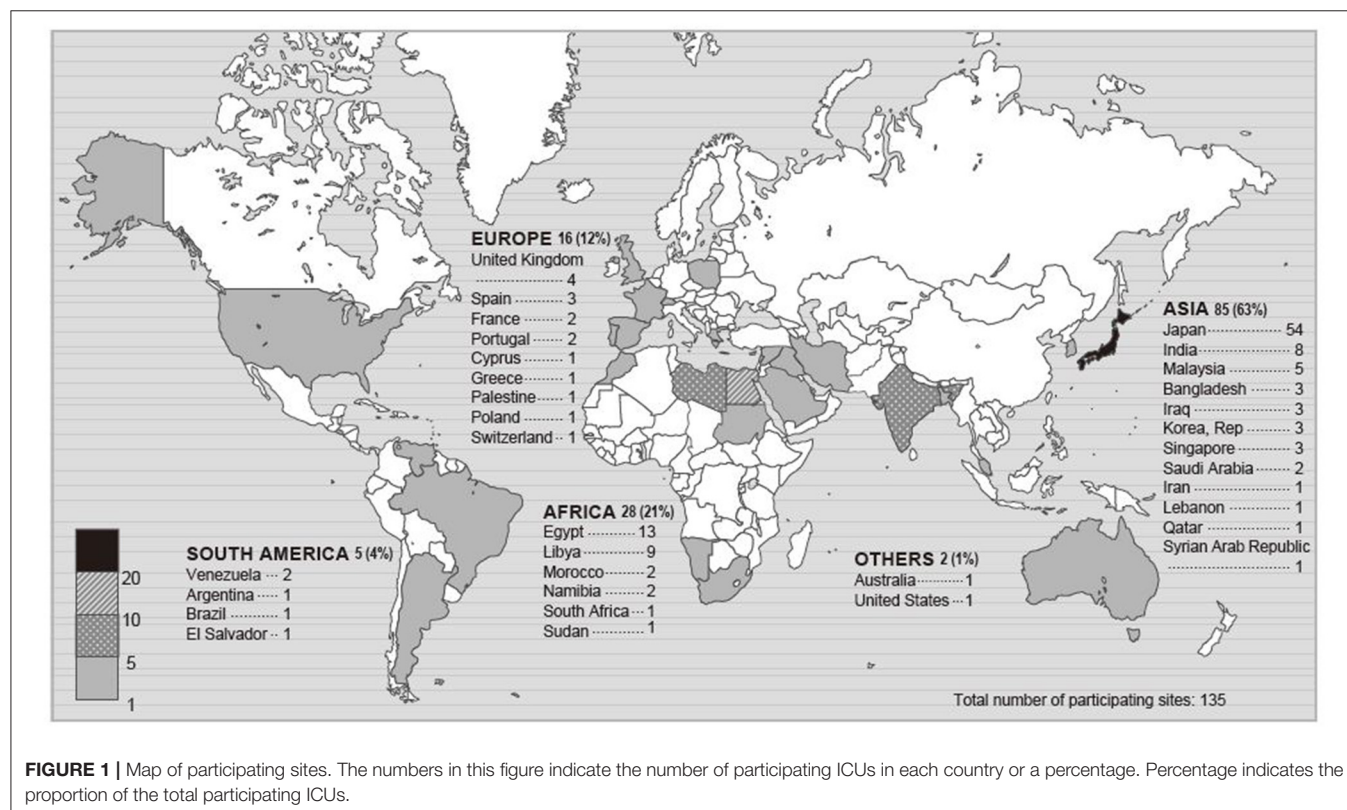 EUROPE 16 (12%)
United Kingdom
················ 4
Spain ········ 3
France ······· 2
Portugal ····· 2
Cyprus ······· 1
Greece ······· 1
Palestine ···· 1
Poland ······· 1
Switzerland ·· 1
ASIA 85 (63%)
Japan ················ 54
India ················· 8
Malaysia ············· 5
Bangladesh ·········· 3
Iraq ·················· 3
Korea, Rep ·········· 3
Singapore ··········· 3
Saudi Arabia ········ 2
Iran ·················· 1
Lebanon ············· 1
Qatar ················ 1
Syrian Arab Republic
······················ 1
AFRICA 28 (21%)
Egypt ··········· 13
Libya ············ 9
Morocco ········ 2
Namibia ········ 2
South Africa ··· 1
Sudan ··········· 1
SOUTH AMERICA 5 (4%)
Venezuela ··· 2
Argentina ···· 1
Brazil ········· 1
El Salvador ·· 1
OTHERS 2 (1%)
Australia ········ 1
United States ··· 1
20
10
5
1
Total number of participating sites: 135
FIGURE 1 | Map of participating sites. The numbers in this figure indicate the number of participating ICUs in each country or a percentage. Percentage indicates the
proportion of the total participating ICUs.